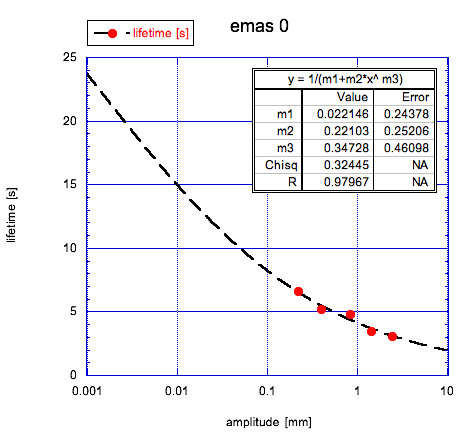 emas 0
lifetime [s]
y = 1/(m1+m2*x^ m3)
Value Error
m1 0.022146 0.24378
m2 0.22103 0.25206
m3 0.34728 0.46098
Chisq 0.32445 NA
R 0.97967 NA
lifetime [s]
25
20
15
10
5
0
0.001 0.01 0.1 1 10
amplitude [mm]